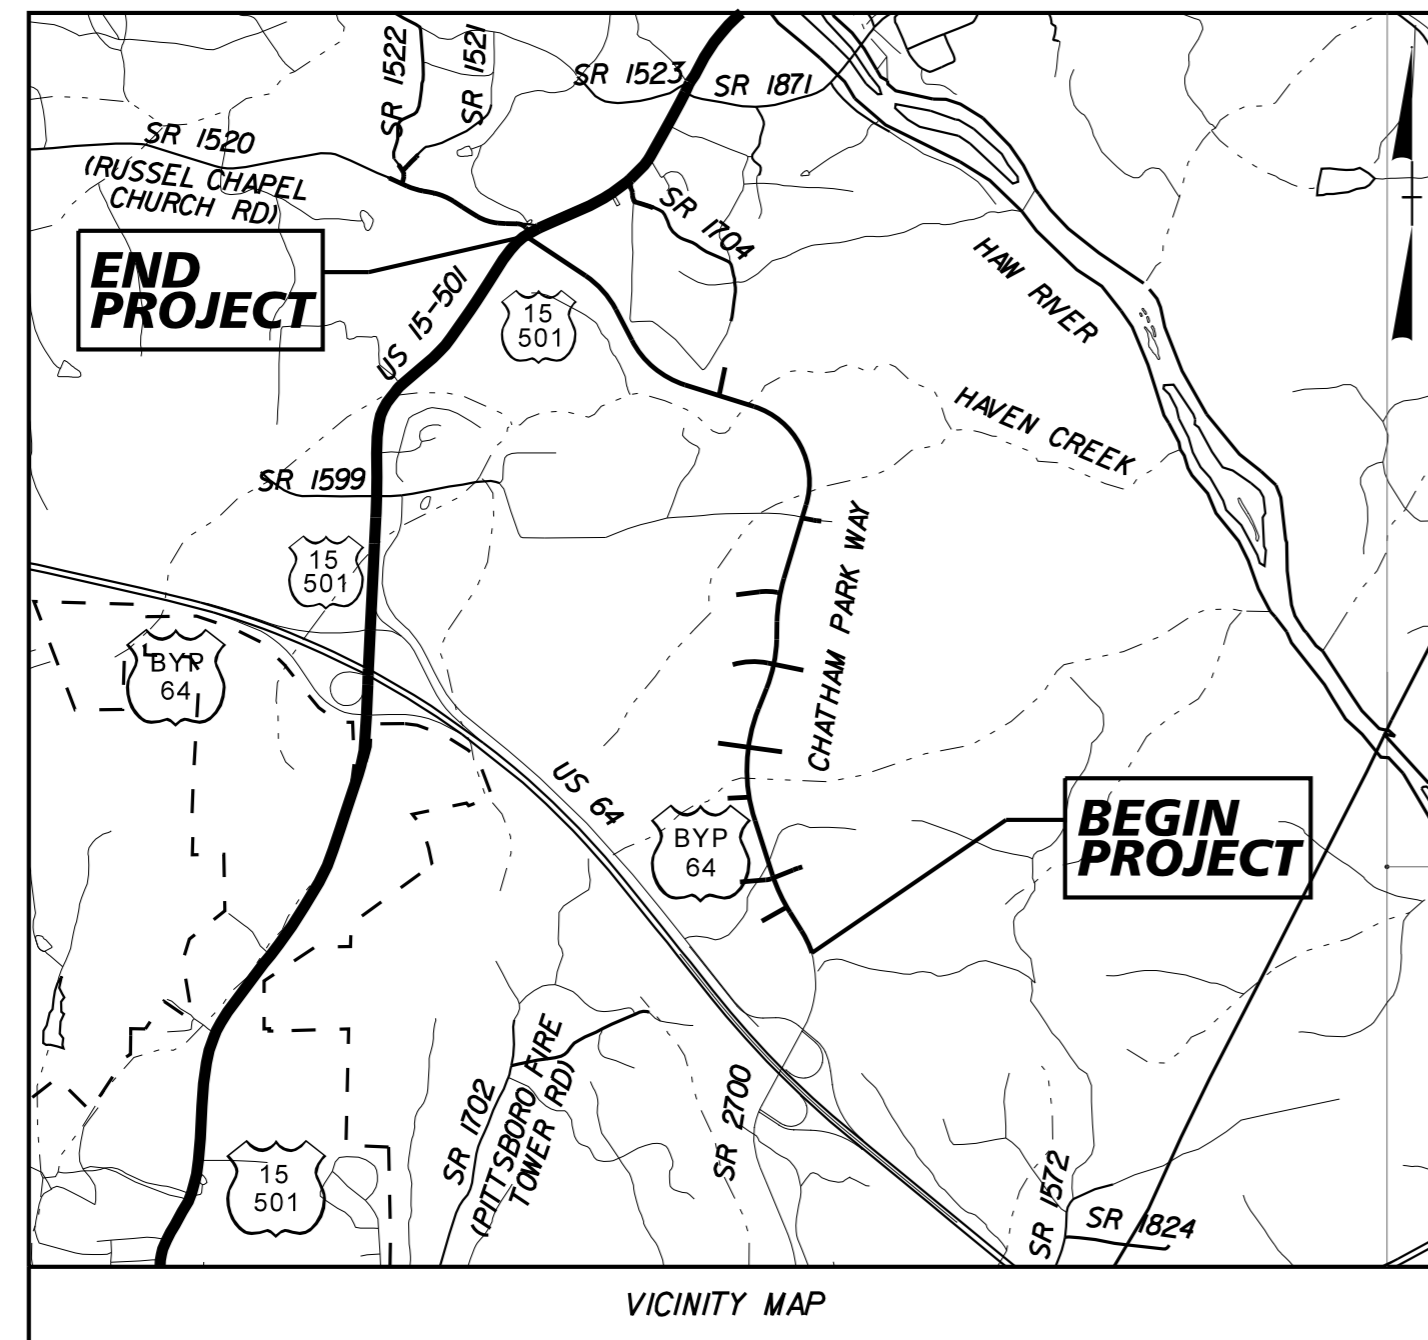 SR 1522
SR 1521
SR 1523
SR 1871
SR 1520
(RUSSEL CHAPEL
CHURCH RD)
SR 1704
END
PROJECT
US 15-501
15
501
HAW RIVER
HAVEN CREEK
SR 1599
15
501
CHATHAM PARK WAY
BYP
64
US 64
BYP
64
BEGIN
PROJECT
SR 1702
(PITTSBORO FIRE
TOWER RD)
SR 2700
15
501
SR 1572
SR 1824
VICINITY MAP